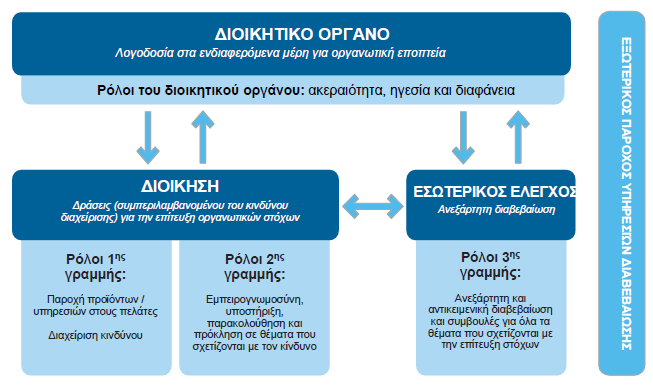 ΔΙΟΙΚΗΤΙΚΟ ΟΡΓΑΝΟ
Λογοδοσία στα ενδιαφερόμενα μέρη για οργανωτική εποπτεία
Ρόλοι του διοικητικού οργάνου: ακεραιότητα, ηγεσία και διαφάνεια
ΔΙΟΙΚΗΣΗ
Δράσεις (συμπεριλαμβανομένου του κινδύνου
διαχείρισης) για την επίτευξη οργανωτικών στόχων
Ρόλοι 1ης
γραμμής:
Παροχή προϊόντων /
υπηρεσιών στους πελάτες
Διαχείριση κινδύνου
Ρόλοι 2ης
γραμμής:
Εμπειρογνωμοσύνη,
υποστήριξη,
παρακολούθηση και
πρόκληση σε θέματα που
σχετίζονται με τον κίνδυνο
ΕΣΩΤΕΡΙΚΟΣ ΕΛΕΓΧΟΣ
Ανεξάρτητη διαβεβαίωση
Ρόλοι 3ης
γραμμής:
Ανεξάρτητη και
αντικειμενική διαβεβαίωση
και συμβουλές για όλα τα
θέματα που σχετίζονται με
την επίτευξη στόχων
ΕΞΩΤΕΡΙΚΟΣ ΠΑΡΟΧΟΣ ΥΠΗΡΕΣΙΩΝ ΔΙΑΒΕΒΑΙΩΣΗΣ